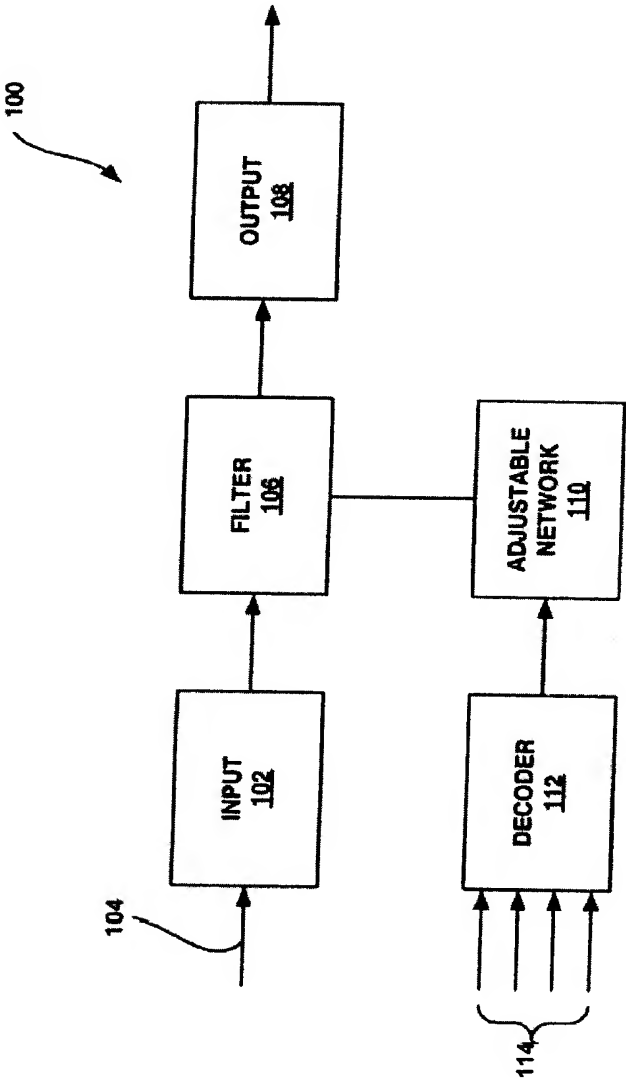 100
104
INPUT
102
FILTER
106
OUTPUT
108
114
DECODER
112
ADJUSTABLE
NETWORK
110